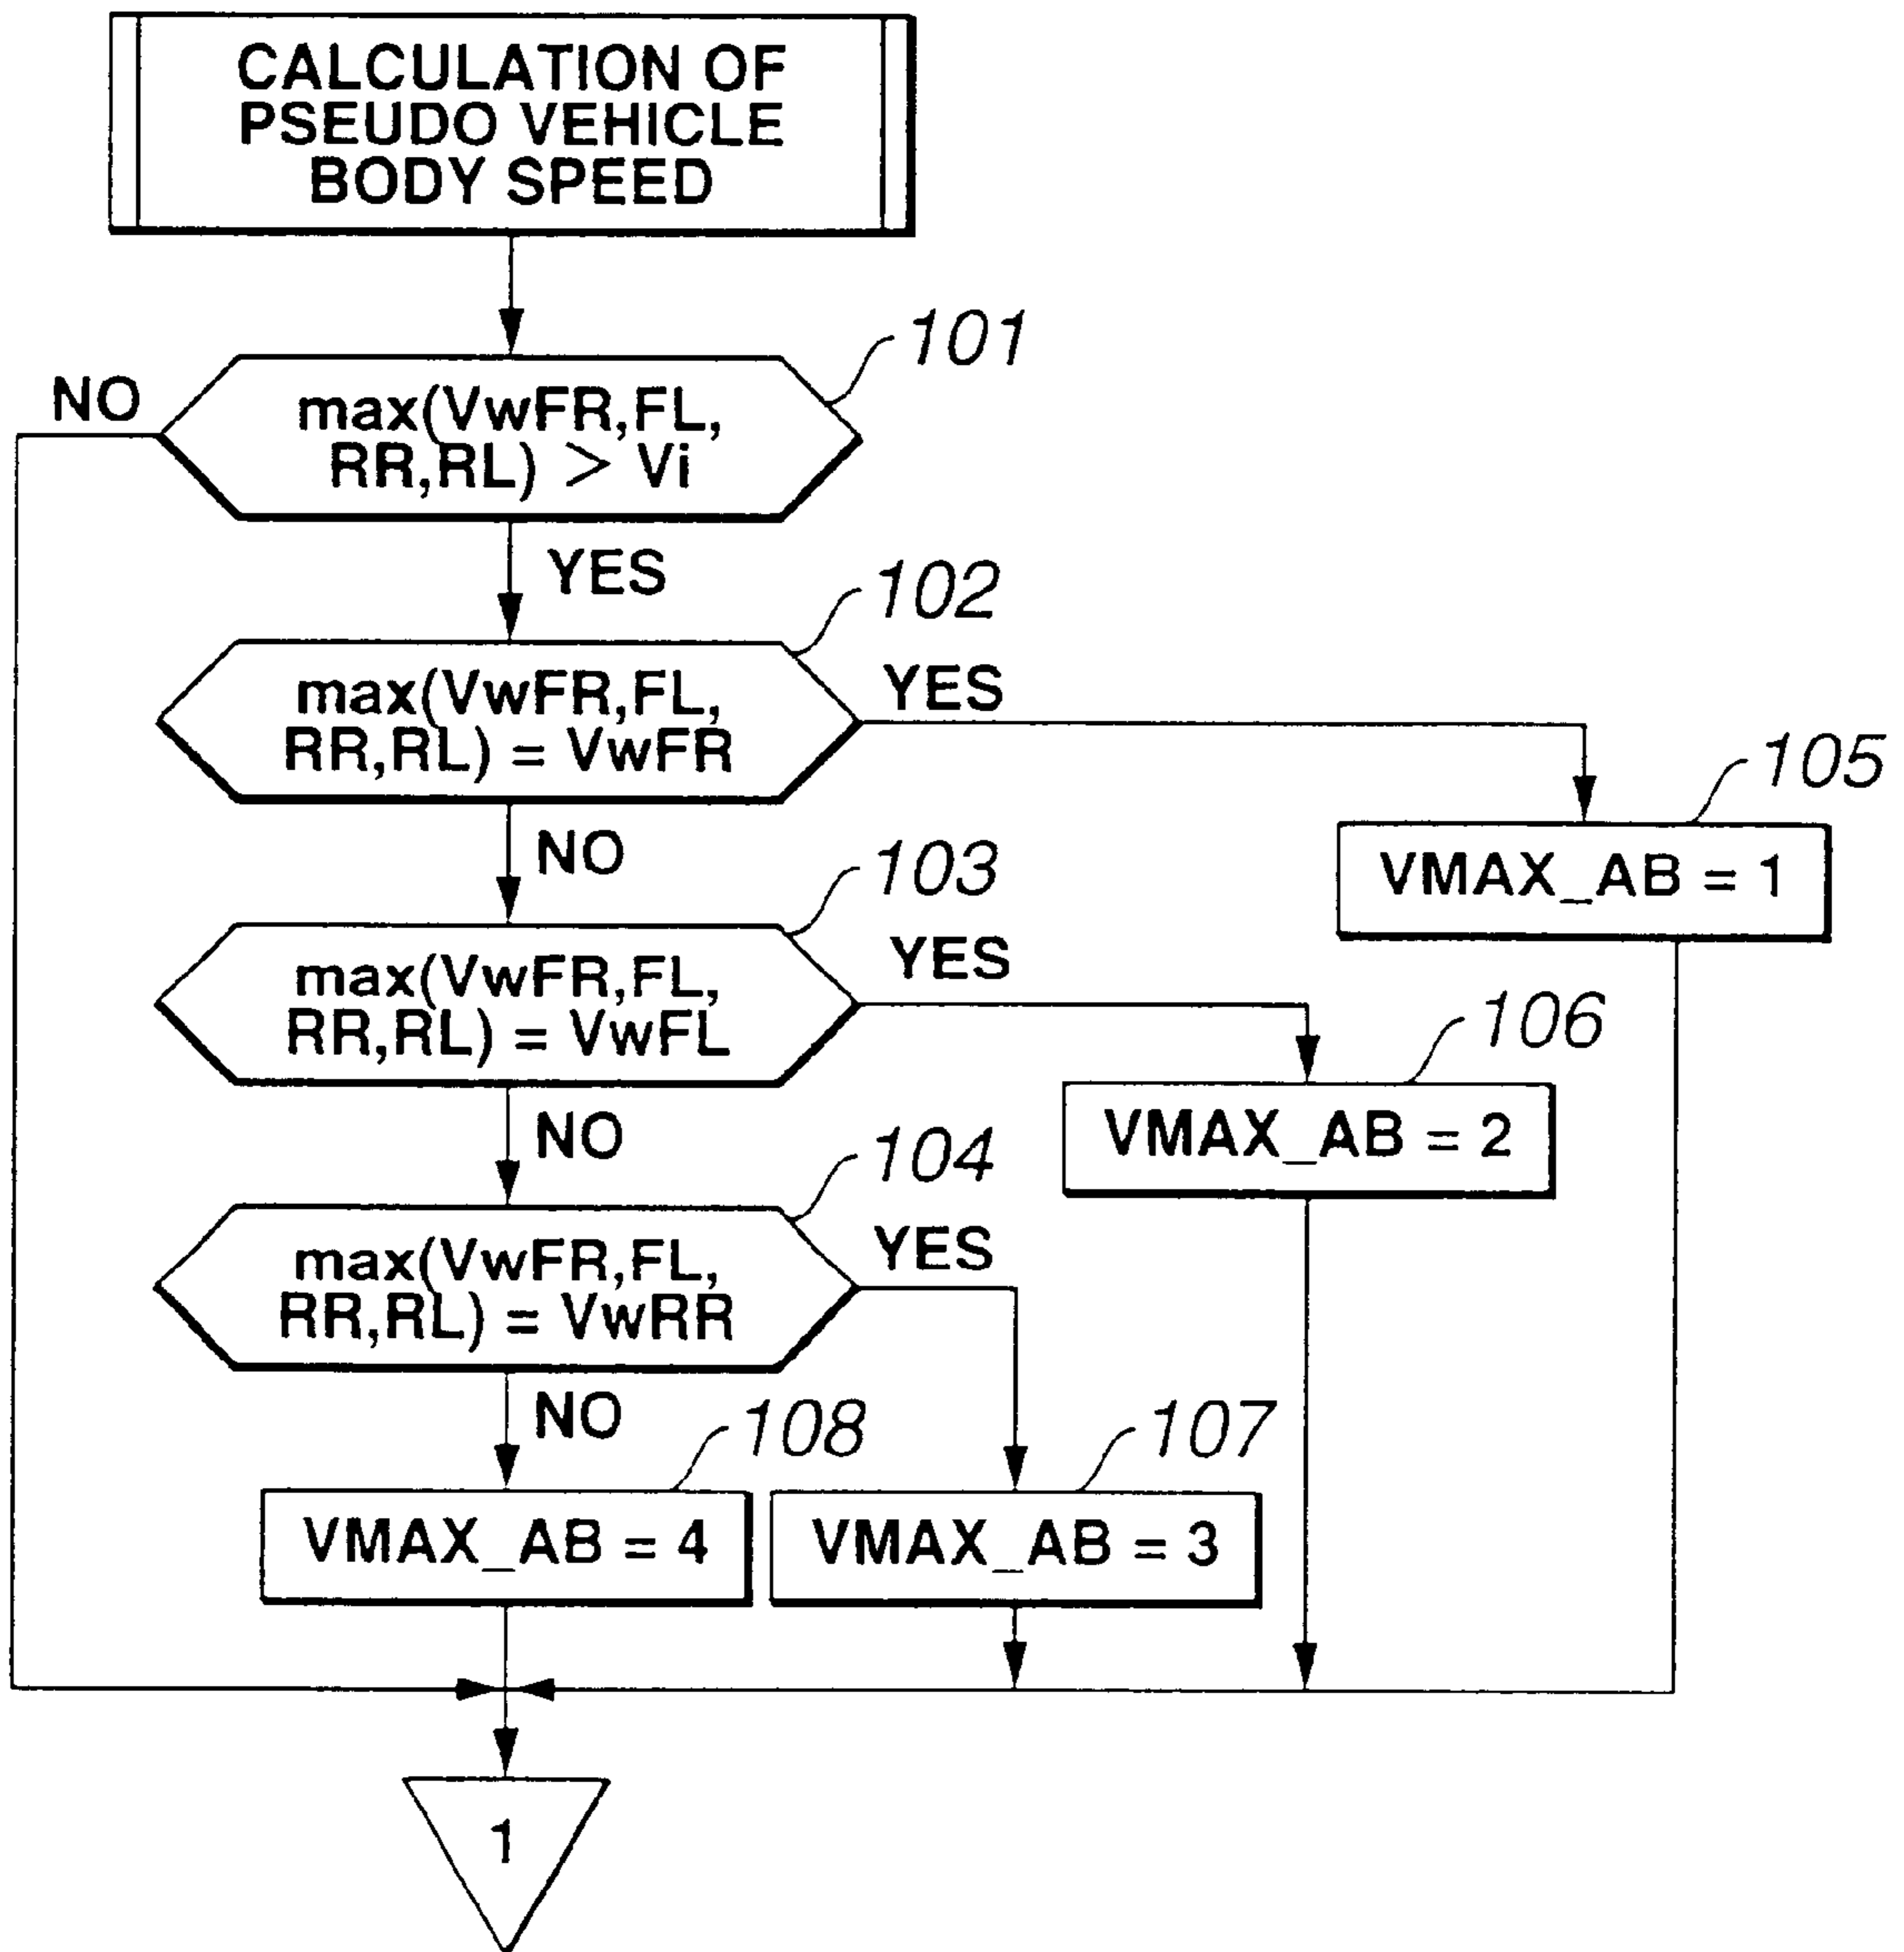 CALCULATION OF
PSEUDO VEHICLE
BODY SPEED
101
NO
max(VwFR,FL,
RR,RL) > Vi
YES
102
max(VwFR,FL,
RR,RL) = VwFR
YES
105
VMAX_AB = 1
NO
103
max(VwFR,FL,
RR,RL) = VwFL
YES
106
VMAX_AB = 2
NO
104
max(VwFR,FL,
RR,RL) = VwRR
YES
NO
108
107
VMAX_AB = 4
VMAX_AB = 3
1